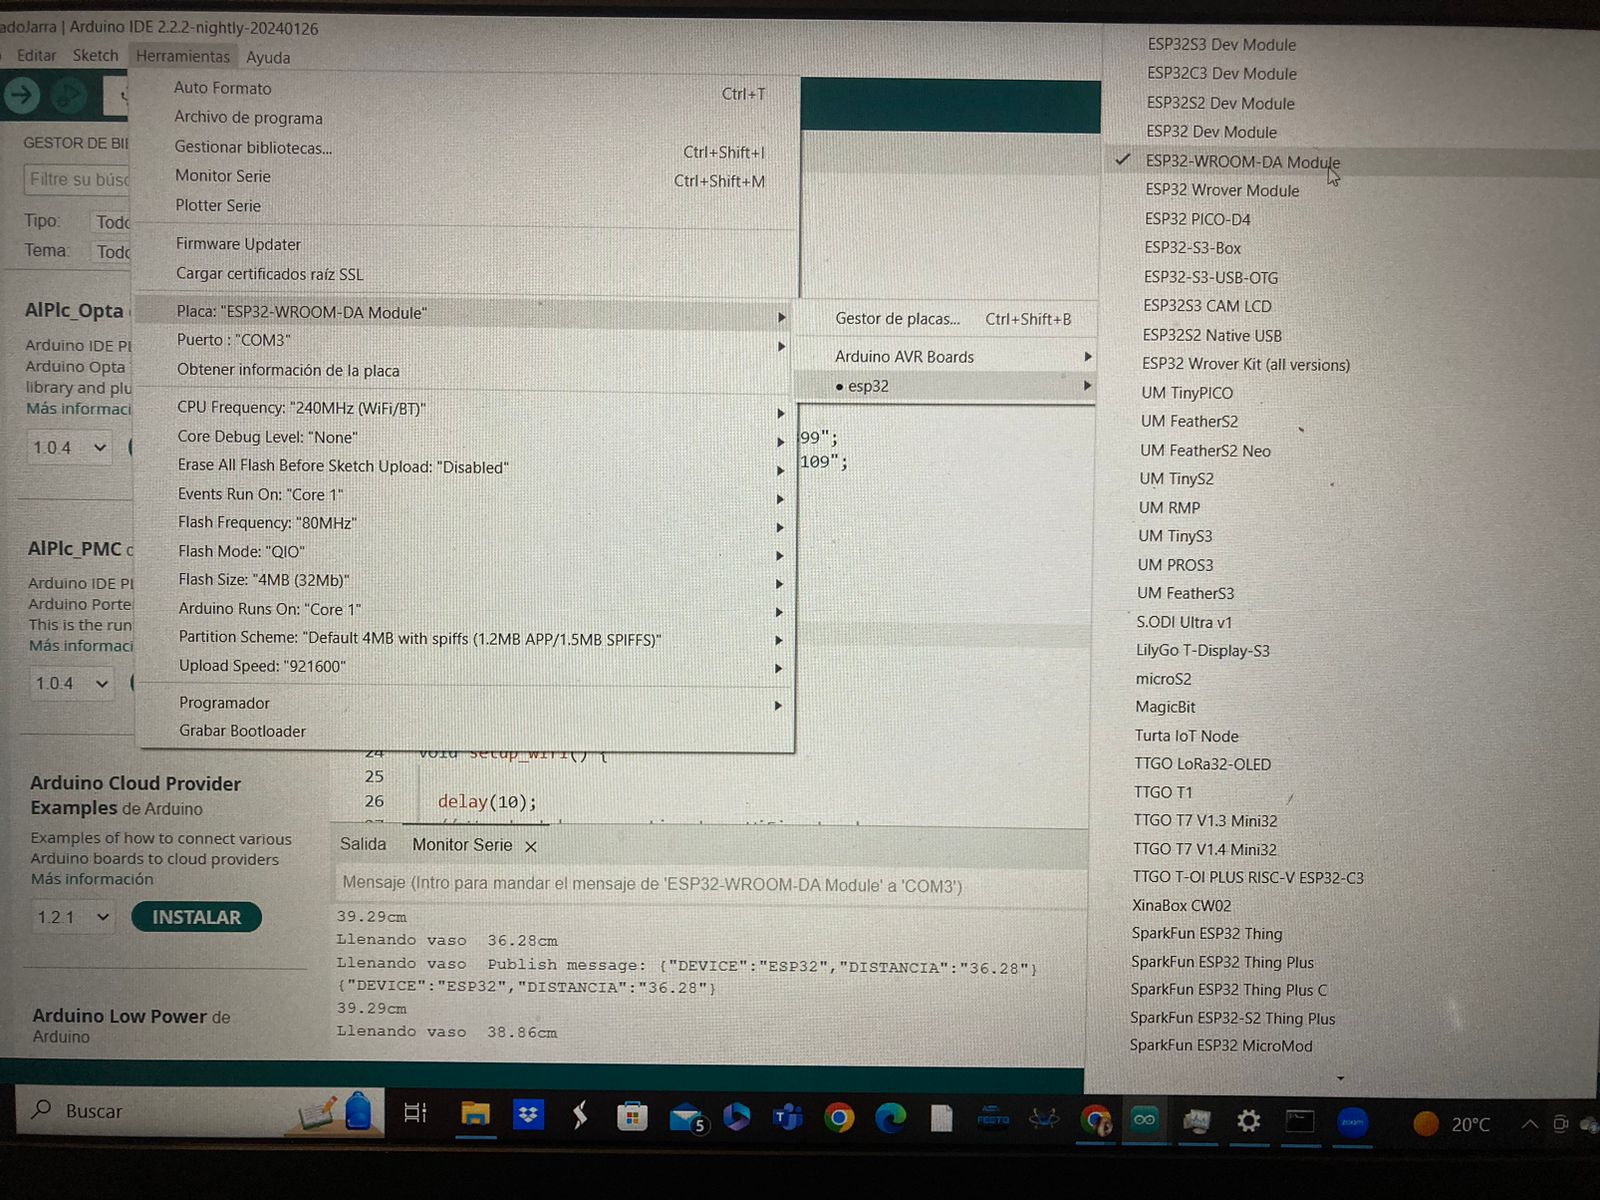 adoJarra | Arduino IDE 2.2.2-nightly-20240126
Editar Sketch Herramientas Ayuda
GESTOR DE BI
Filtre su búsq
Tipo: Todo
Tema: Todo
AlPlc_Opta
Arduino IDE Pl
Arduino Opta
library and plu
Más informaci
1.0.4
AlPlc_PMC
Arduino IDE Pl
Arduino Porte
This is the run
Más informaci
1.0.4
Arduino Cloud Provider
Examples de Arduino
Examples of how to connect various
Arduino boards to cloud providers
Más información
1.2.1 INSTALAR
Arduino Low Power de
Arduino
Auto Formato Ctrl+T
Archivo de programa
Gestionar bibliotecas... Ctrl+Shift+I
Monitor Serie Ctrl+Shift+M
Plotter Serie
Firmware Updater
Cargar certificados raíz SSL
Placa: "ESP32-WROOM-DA Module"
Puerto : "COM3"
Obtener información de la placa
CPU Frequency: "240MHz (WiFi/BT)"
Core Debug Level: "None"
Erase All Flash Before Sketch Upload: "Disabled"
Events Run On: "Core 1"
Flash Frequency: "80MHz"
Flash Mode: "QIO"
Flash Size: "4MB (32Mb)"
Arduino Runs On: "Core 1"
Partition Scheme: "Default 4MB with spiffs (1.2MB APP/1.5MB SPIFFS)"
Upload Speed: "921600"
Programador
Grabar Bootloader
Gestor de placas... Ctrl+Shift+B
Arduino AVR Boards
• esp32
99";
109";
24 void setup_wifi() {
25
26 delay(10);
Salida Monitor Serie
Mensaje (Intro para mandar el mensaje de 'ESP32-WROOM-DA Module' a 'COM3')
39.29cm
Llenando vaso 36.28cm
Llenando vaso Publish message: {"DEVICE":"ESP32","DISTANCIA":"36.28"}
{"DEVICE":"ESP32","DISTANCIA":"36.28"}
39.29cm
Llenando vaso 38.86cm
ESP32S3 Dev Module
ESP32C3 Dev Module
ESP32S2 Dev Module
ESP32 Dev Module
✓ ESP32-WROOM-DA Module
ESP32 Wrover Module
ESP32 PICO-D4
ESP32-S3-Box
ESP32-S3-USB-OTG
ESP32S3 CAM LCD
ESP32S2 Native USB
ESP32 Wrover Kit (all versions)
UM TinyPICO
UM FeatherS2
UM FeatherS2 Neo
UM TinyS2
UM RMP
UM TinyS3
UM PROS3
UM FeatherS3
S.ODI Ultra v1
LilyGo T-Display-S3
microS2
MagicBit
Turta IoT Node
TTGO LoRa32-OLED
TTGO T1
TTGO T7 V1.3 Mini32
TTGO T7 V1.4 Mini32
TTGO T-OI PLUS RISC-V ESP32-C3
XinaBox CW02
SparkFun ESP32 Thing
SparkFun ESP32 Thing Plus
SparkFun ESP32 Thing Plus C
SparkFun ESP32-S2 Thing Plus
SparkFun ESP32 MicroMod
Buscar
5
FESTO
zoom
20°C